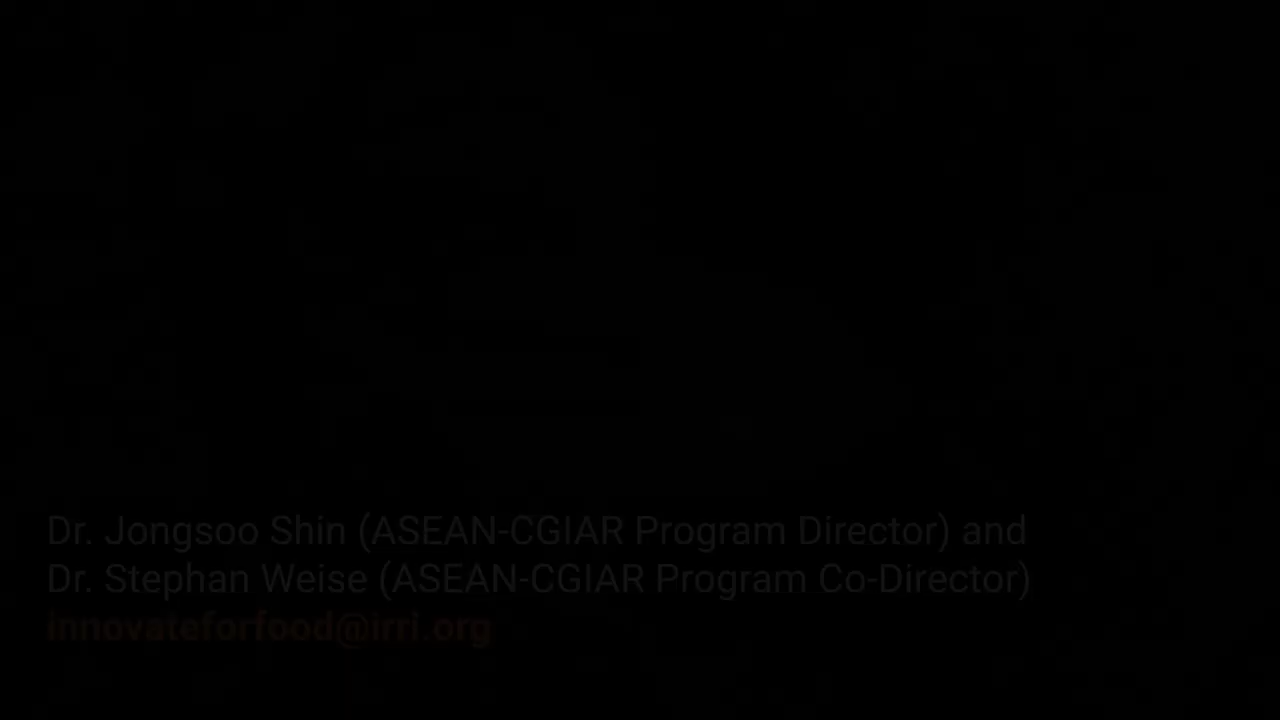 Dr. Jongsoo Shin (ASEAN-CGIAR Program Director) and
Dr. Stephan Weise (ASEAN-CGIAR Program Co-Director)
innovateforfood@irri.org